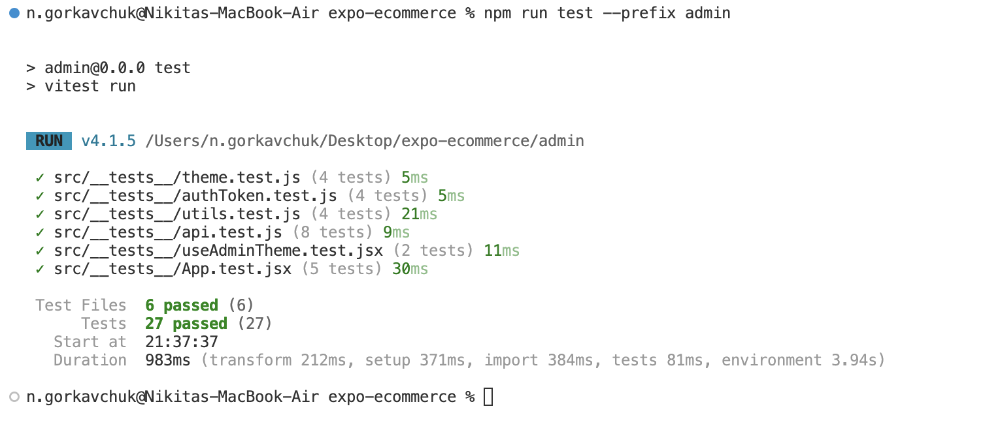 n.gorkavchuk@Nikitas-MacBook-Air expo-ecommerce % npm run test --prefix admin
> admin@0.0.0 test
> vitest run
RUN v4.1.5 /Users/n.gorkavchuk/Desktop/expo-ecommerce/admin
✓ src/__tests__/theme.test.js (4 tests) 5ms
✓ src/__tests__/authToken.test.js (4 tests) 5ms
✓ src/__tests__/utils.test.js (4 tests) 21ms
✓ src/__tests__/api.test.js (8 tests) 9ms
✓ src/__tests__/useAdminTheme.test.jsx (2 tests) 11ms
✓ src/__tests__/App.test.jsx (5 tests) 30ms
Test Files 6 passed (6)
Tests 27 passed (27)
Start at 21:37:37
Duration 983ms (transform 212ms, setup 371ms, import 384ms, tests 81ms, environment 3.94s)
n.gorkavchuk@Nikitas-MacBook-Air expo-ecommerce %